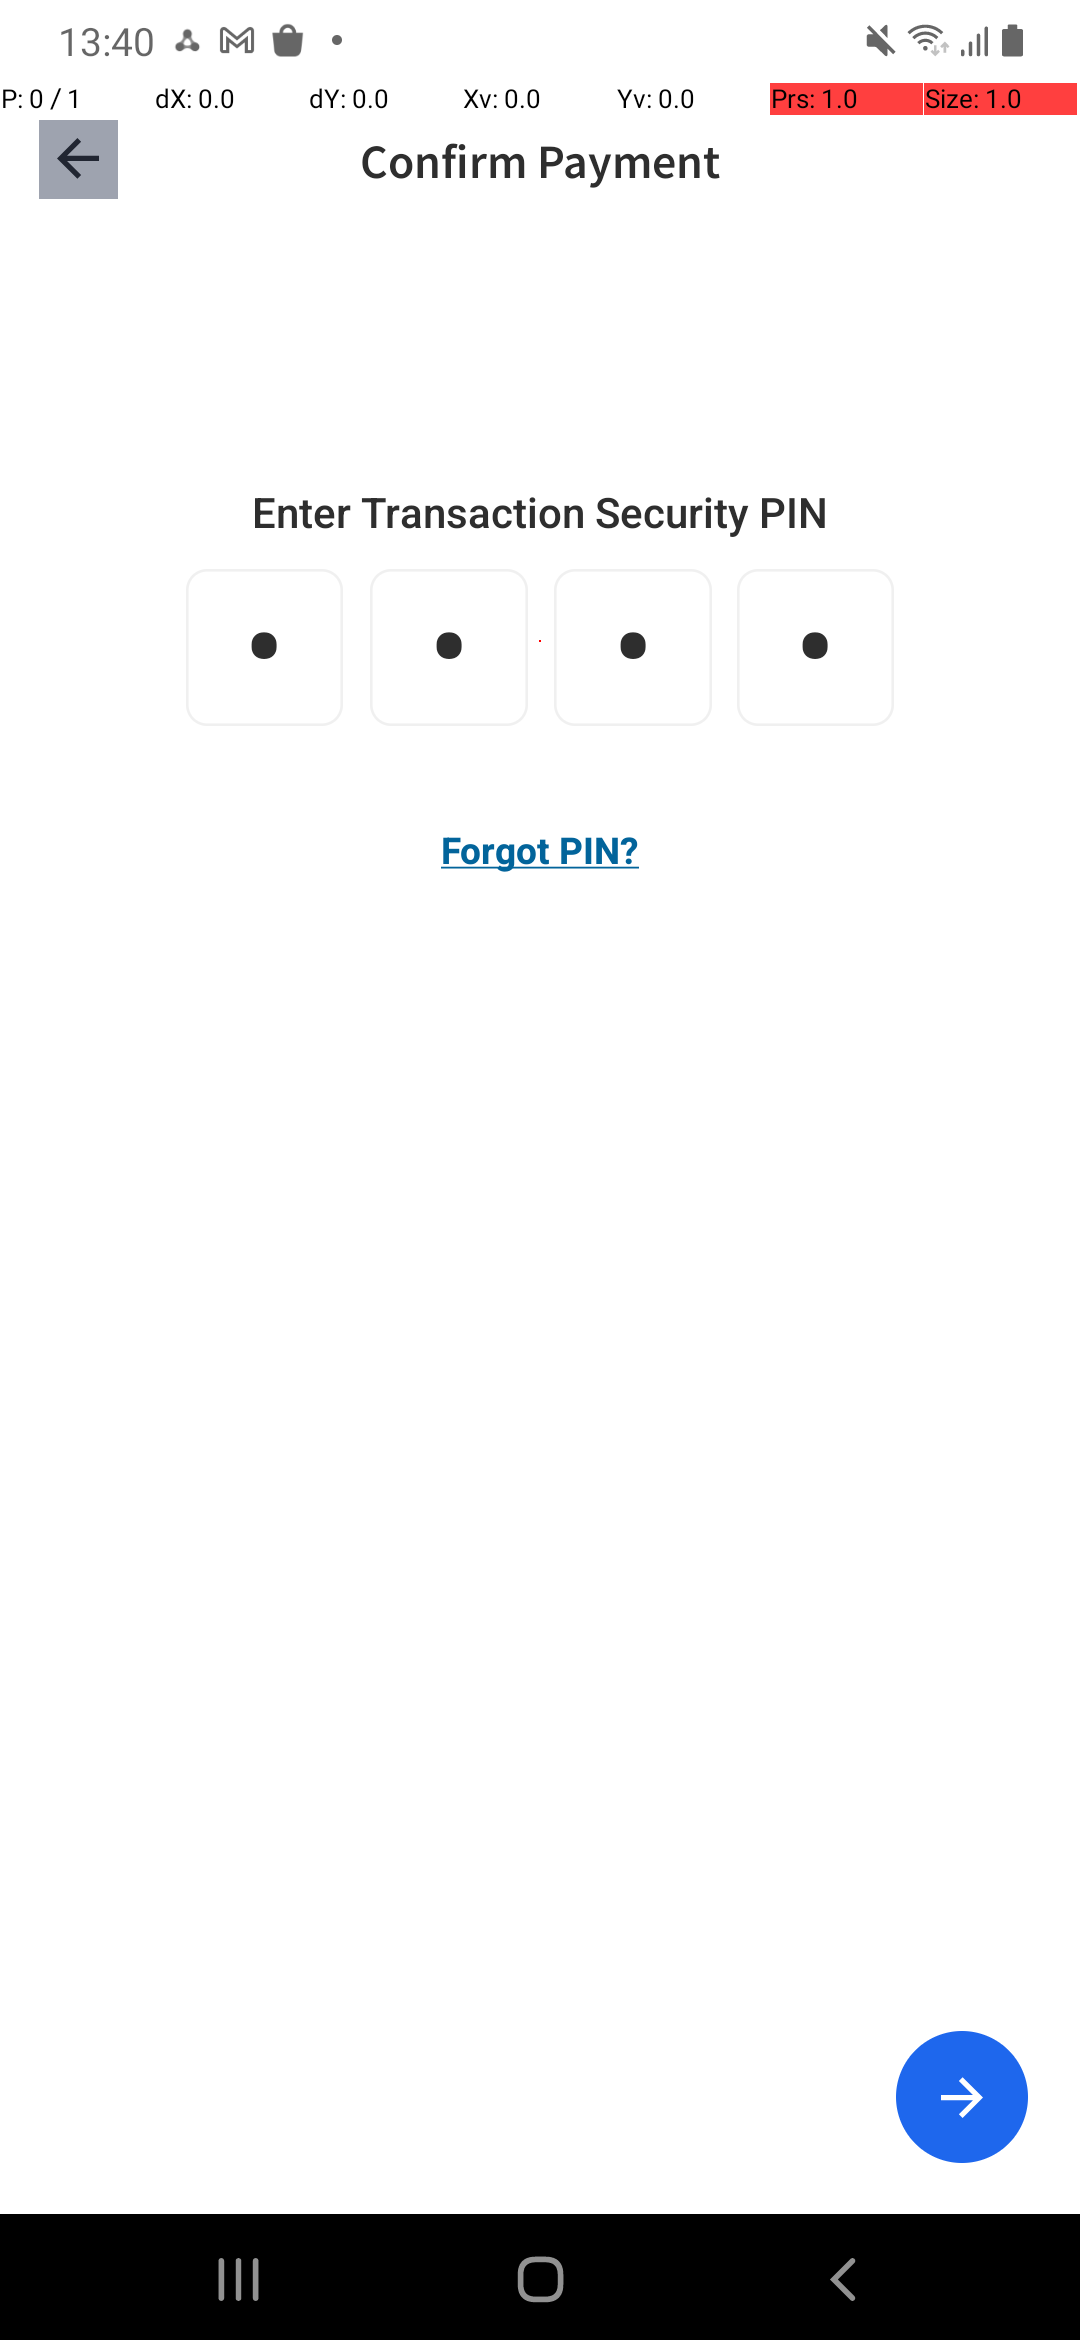 13:40
P: 0 / 1 dX: 0.0 dY: 0.0 Xv: 0.0 Yv: 0.0 Prs: 1.0 Size: 1.0
Confirm Payment
Enter Transaction Security PIN
Forgot PIN?